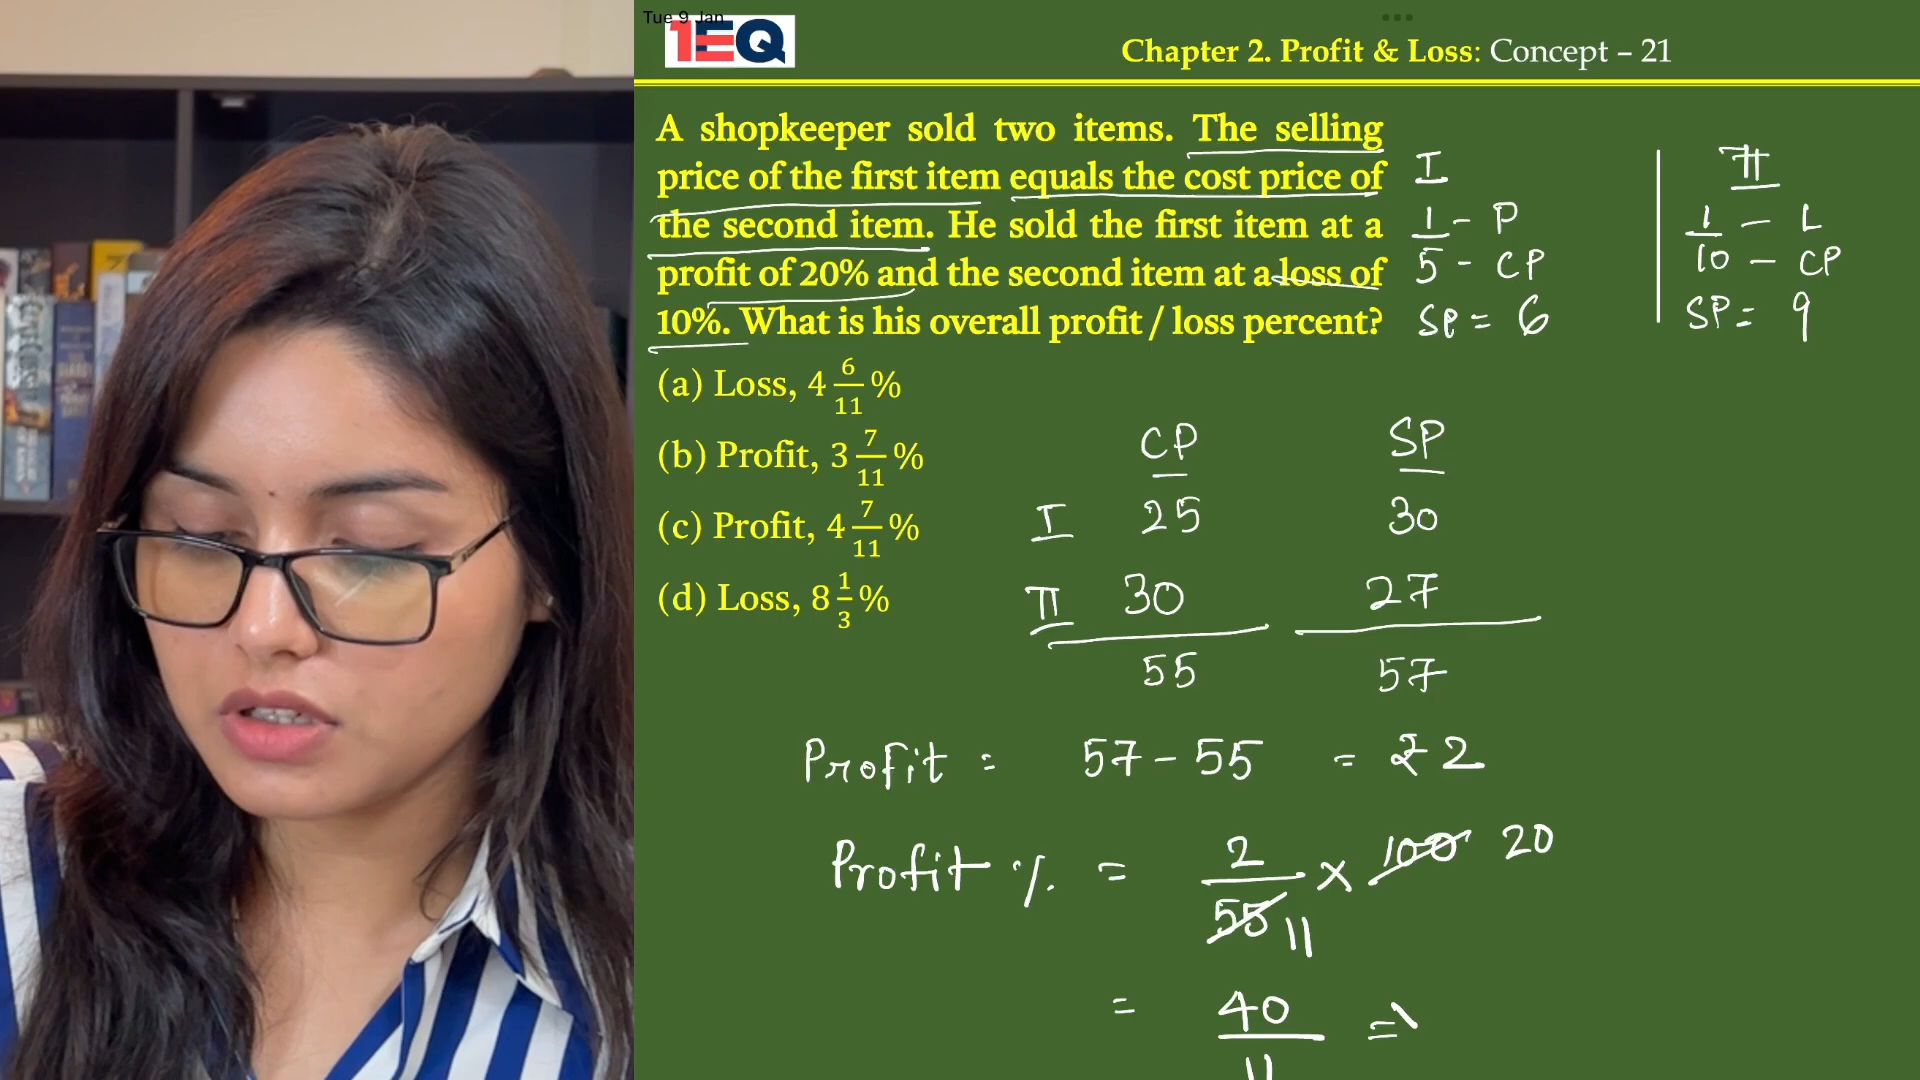 Tue 9 Jan
1EQ
Chapter 2. Profit & Loss: Concept – 21
A shopkeeper sold two items. The selling
price of the first item equals the cost price of
the second item. He sold the first item at a
profit of 20% and the second item at a loss of
10%. What is his overall profit / loss percent?
(a) Loss, 4 6/11 %
(b) Profit, 3 7/11 %
(c) Profit, 4 7/11 %
(d) Loss, 8 1/3 %
I
1 - P
5 - CP
SP = 6
II
1 - L
10 - CP
SP = 9
CP SP
I 25 30
II 30 27
55 57
Profit = 57 - 55 = ₹ 2
Profit % = 2/55 11 × 100 20
= 40/11 =